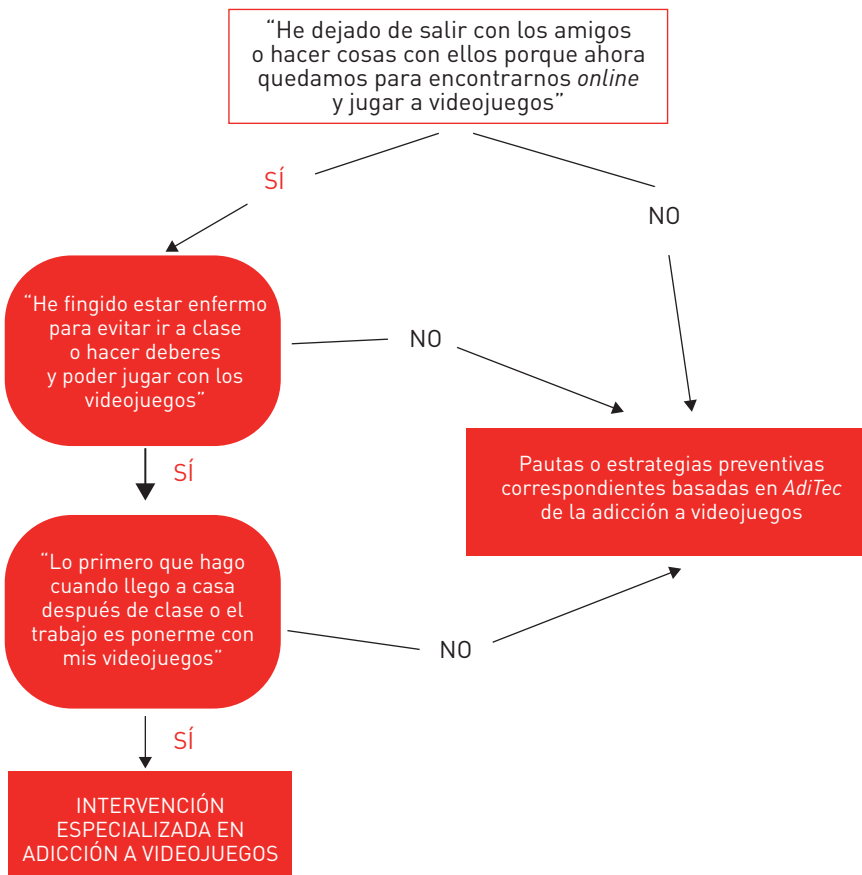 “He dejado de salir con los amigos
o hacer cosas con ellos porque ahora
quedamos para encontrarnos online
y jugar a videojuegos”
SÍ
NO
“He fingido estar enfermo
para evitar ir a clase
o hacer deberes
y poder jugar con los
videojuegos”
NO
SÍ
Pautas o estrategias preventivas
correspondientes basadas en AdiTec
de la adicción a videojuegos
“Lo primero que hago
cuando llego a casa
después de clase o el
trabajo es ponerme con
mis videojuegos”
NO
SÍ
INTERVENCIÓN
ESPECIALIZADA EN
ADICCIÓN A VIDEOJUEGOS